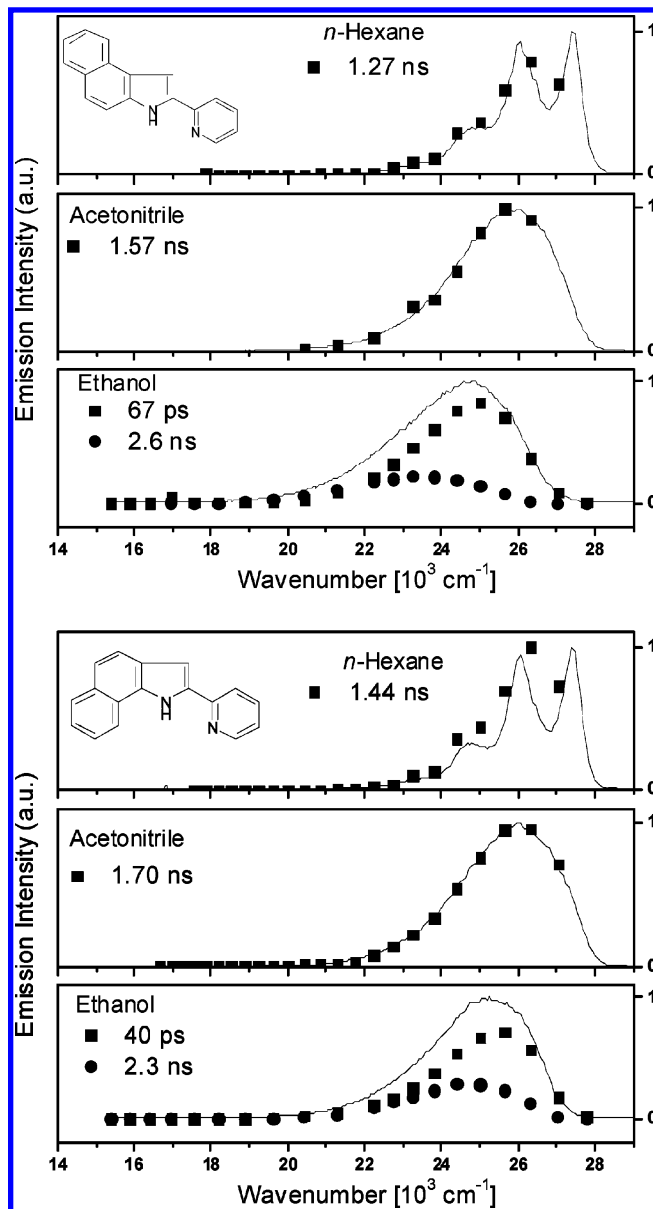 n-Hexane
1.27 ns
N
H
N
1
0
Acetonitrile
1.57 ns
1
0
Ethanol
67 ps
2.6 ns
1
0
Emission Intensity (a.u.)
14 16 18 20 22 24 26 28
Wavenumber [10³ cm⁻¹]
n-Hexane
1.44 ns
N
H
N
1
0
Acetonitrile
1.70 ns
1
0
Ethanol
40 ps
2.3 ns
1
0
Emission Intensity (a.u.)
14 16 18 20 22 24 26 28
Wavenumber [10³ cm⁻¹]